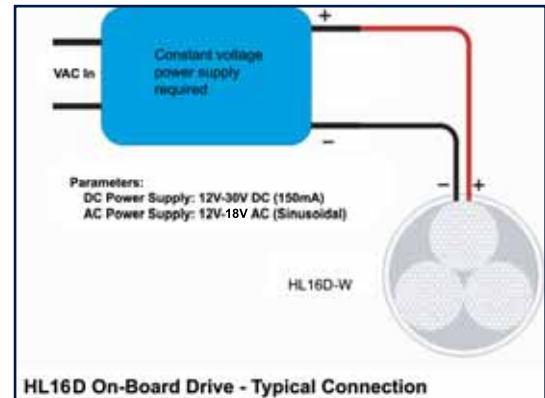 +
VAC In
Constant voltage
power supply
required
–
Parameters:
DC Power Supply: 12V-30V DC (150mA)
AC Power Supply: 12V-18V AC (Sinusoidal)
– +
HL16D-W
HL16D On-Board Drive - Typical Connection